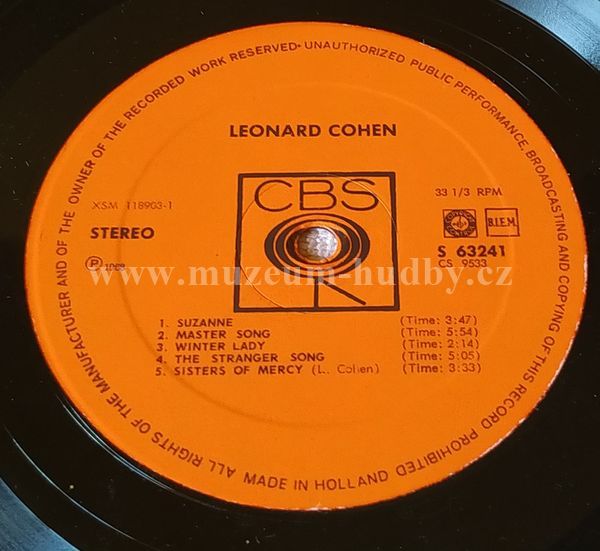 ALL RIGHTS OF THE MANUFACTURER AND OF THE OWNER OF THE RECORDED WORK RESERVED • UNAUTHORIZED PUBLIC PERFORMANCE, BROADCASTING AND COPYING OF THIS RECORD PROHIBITED
MADE IN HOLLAND
LEONARD COHEN
CBS
XSM 118903-1
33 1/3 RPM
STEREO
B.I.E.M.
S 63241
CS 9533
www.muzeum-hudby.cz
1. SUZANNE (Time: 3:47)
2. MASTER SONG (Time: 5:54)
3. WINTER LADY (Time: 2:14)
4. THE STRANGER SONG (Time: 5:05)
5. SISTERS OF MERCY (L. Cohen) (Time: 3:33)